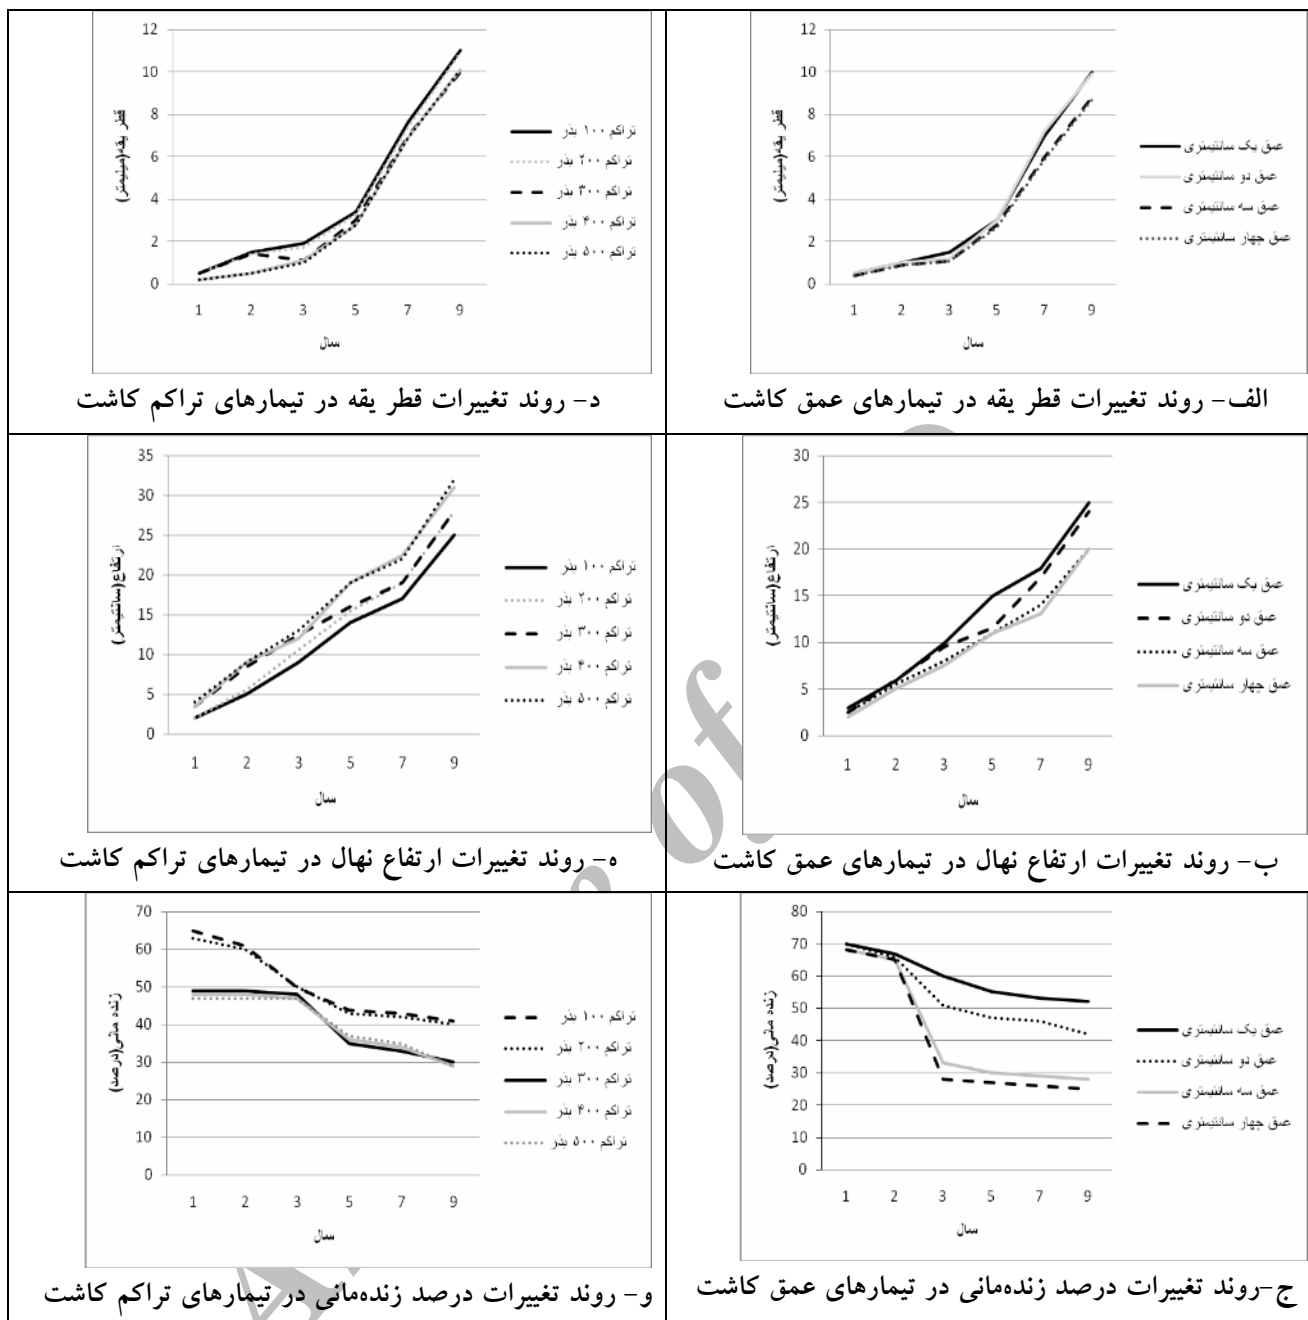 12
10
8
6
4
2
0
1 2 3 5 7 9
قطر یقه(میلیمتر)
سال
عمق یک سانتیمتری
عمق دو سانتیمتری
عمق سه سانتیمتری
عمق چهار سانتیمتری
الف- روند تغییرات قطر یقه در تیمارهای عمق کاشت
12
10
8
6
4
2
0
1 2 3 5 7 9
قطر یقه(میلیمتر)
سال
تراکم ۱۰۰ بذر
تراکم ۲۰۰ بذر
تراکم ۳۰۰ بذر
تراکم ۴۰۰ بذر
تراکم ۵۰۰ بذر
د- روند تغییرات قطر یقه در تیمارهای تراکم کاشت
30
25
20
15
10
5
0
1 2 3 5 7 9
ارتفاع(سانتیمتر)
سال
عمق یک سانتیمتری
عمق دو سانتیمتری
عمق سه سانتیمتری
عمق چهار سانتیمتری
ب- روند تغییرات ارتفاع نهال در تیمارهای عمق کاشت
35
30
25
20
15
10
5
0
1 2 3 5 7 9
ارتفاع(سانتیمتر)
سال
تراکم ۱۰۰ بذر
تراکم ۲۰۰ بذر
تراکم ۳۰۰ بذر
تراکم ۴۰۰ بذر
تراکم ۵۰۰ بذر
ه- روند تغییرات ارتفاع نهال در تیمارهای تراکم کاشت
80
70
60
50
40
30
20
10
0
1 2 3 5 7 9
زنده مانی(درصد)
سال
عمق یک سانتیمتری
عمق دو سانتیمتری
عمق سه سانتیمتری
عمق چهار سانتیمتری
ج-روند تغییرات درصد زنده‌مانی در تیمارهای عمق کاشت
70
60
50
40
30
20
10
0
1 2 3 5 7 9
زنده مانی(درصد)
سال
تراکم ۱۰۰ بذر
تراکم ۲۰۰ بذر
تراکم ۳۰۰ بذر
تراکم ۴۰۰ بذر
تراکم ۵۰۰ بذر
و- روند تغییرات درصد زنده‌مانی در تیمارهای تراکم کاشت
of